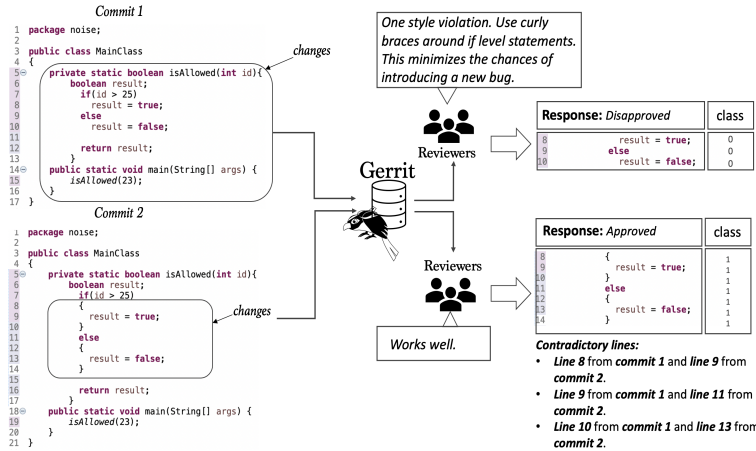 Commit 1
1 package noise;
2
3 public class MainClass
4 {
5 private static boolean isAllowed(int id){
6 boolean result;
7 if(id > 25)
8 result = true;
9 else
10 result = false;
11
12 return result;
13 }
14 public static void main(String[] args) {
15 isAllowed(23);
16 }
17 }
changes
Commit 2
1 package noise;
2
3 public class MainClass
4 {
5 private static boolean isAllowed(int id){
6 boolean result;
7 if(id > 25)
8 {
9 result = true;
10 }
11 else
12 {
13 result = false;
14 }
15
16 return result;
17 }
18 public static void main(String[] args) {
19 isAllowed(23);
20 }
21 }
changes
Gerrit
One style violation. Use curly
braces around if level statements.
This minimizes the chances of
introducing a new bug.
Reviewers
Response: Disapproved
class
8 result = true; 0
9 else 0
10 result = false; 0
Reviewers
Works well.
Response: Approved
class
8 { 1
9 result = true; 1
10 } 1
11 else 1
12 { 1
13 result = false; 1
14 } 1
Contradictory lines:
• Line 8 from commit 1 and line 9 from
commit 2.
• Line 9 from commit 1 and line 11 from
commit 2.
• Line 10 from commit 1 and line 13 from
commit 2.